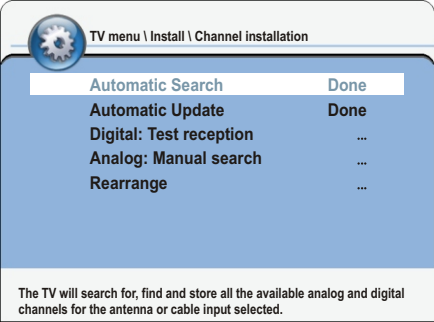 TV menu \ Install \ Channel installation
Automatic Search Done
Automatic Update Done
Digital: Test reception ...
Analog: Manual search ...
Rearrange ...
The TV will search for, find and store all the available analog and digital
channels for the antenna or cable input selected.